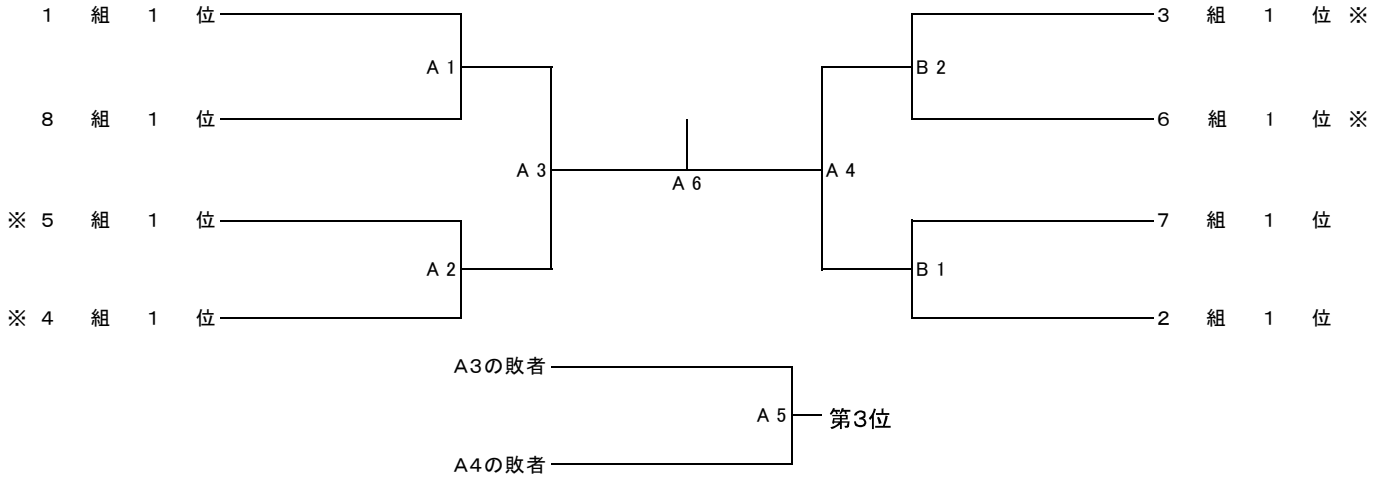 1 組 1 位
3 組 1 位 ※
A 1
B 2
8 組 1 位
6 組 1 位 ※
A 3
A 6
A 4
※ 5 組 1 位
7 組 1 位
A 2
B 1
※ 4 組 1 位
2 組 1 位
A3の敗者
A 5
第3位
A4の敗者